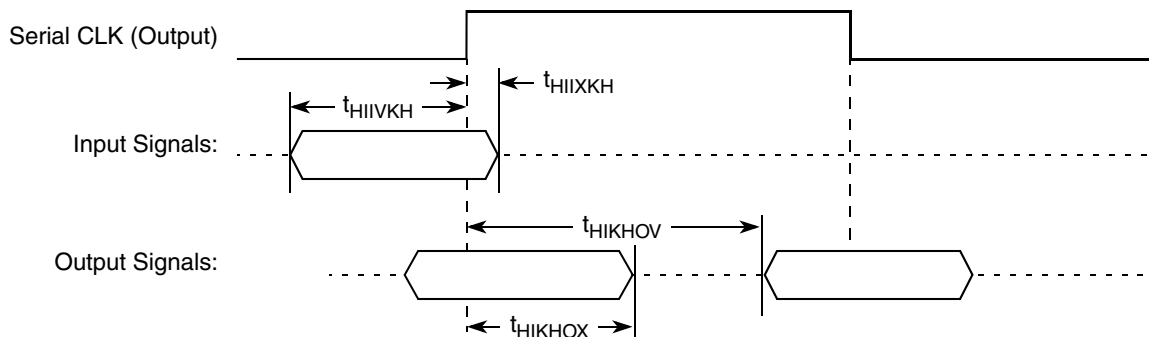 Serial CLK (Output)
tHIIXKH
tHIIVKH
Input Signals:
tHIKHOV
Output Signals:
tHIKHOX